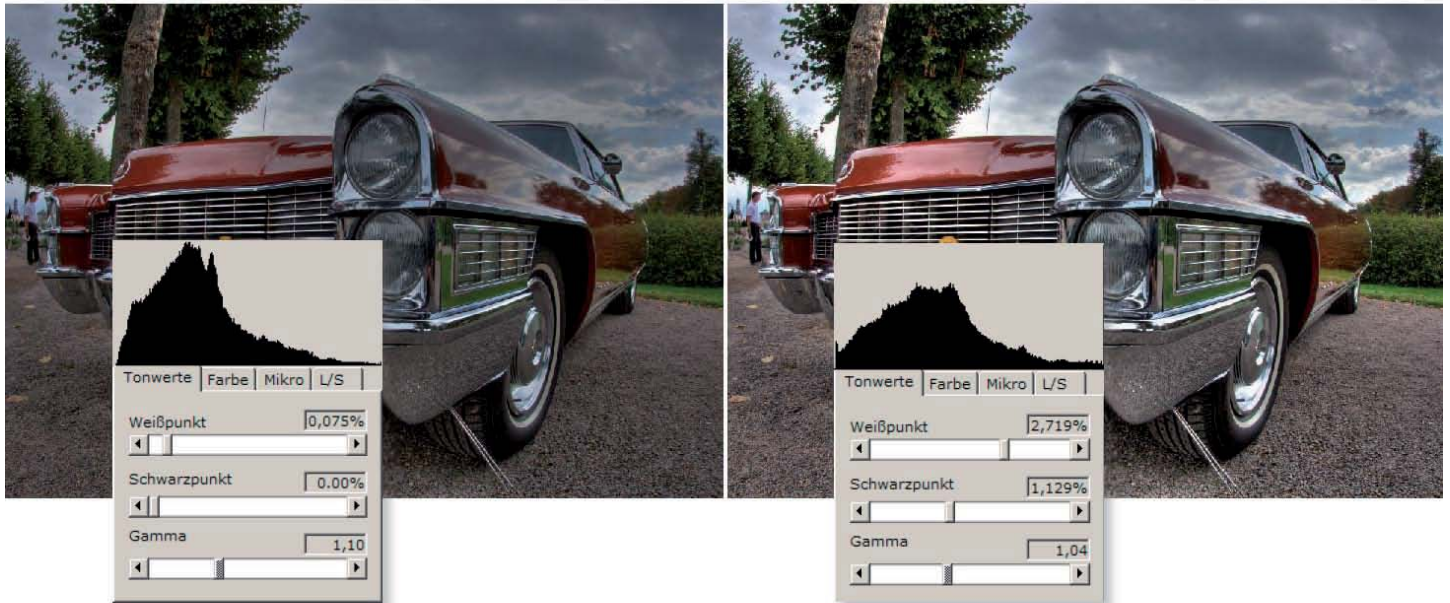 Tonwerte Farbe Mikro L/S
Weißpunkt 0,075%
Schwarzpunkt 0.00%
Gamma 1,10
Tonwerte Farbe Mikro L/S
Weißpunkt 2,719%
Schwarzpunkt 1,129%
Gamma 1,04